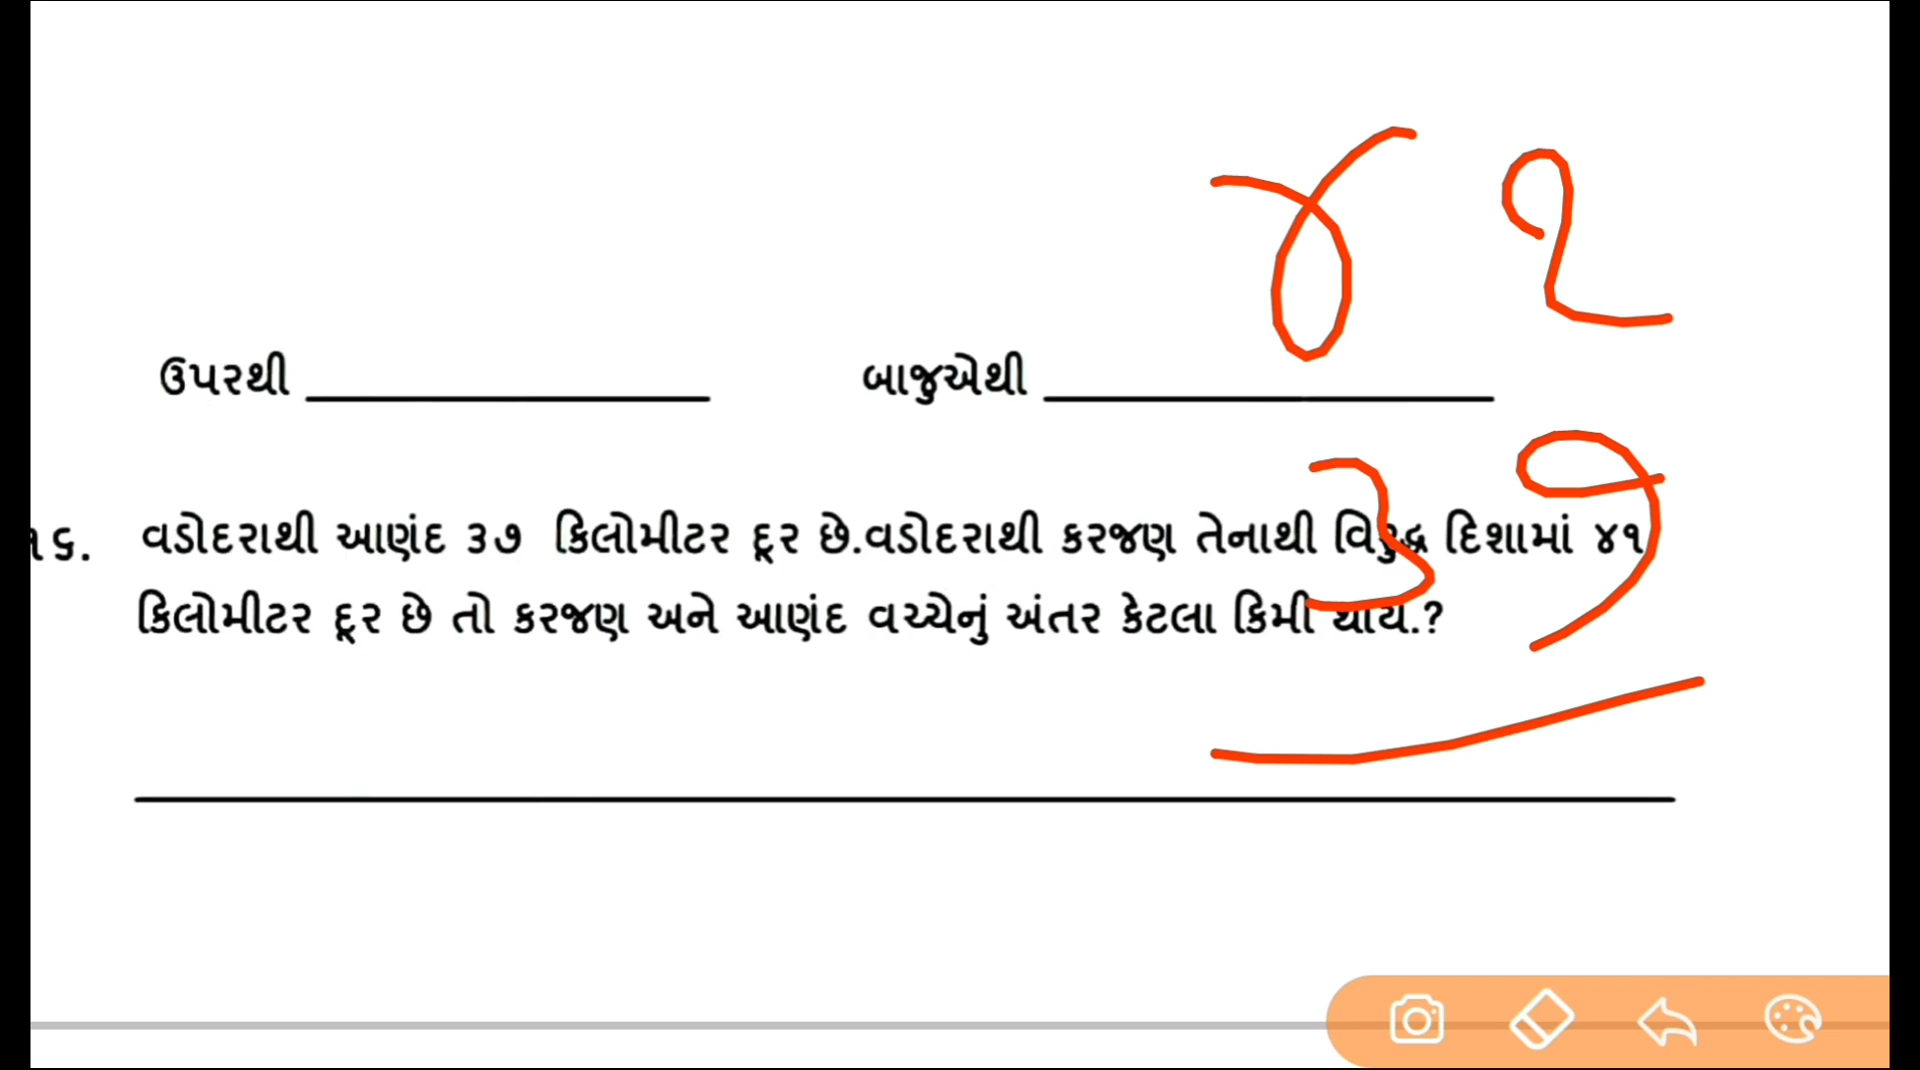 ૪૧
ઉપરથી ____________ બાજુએથી ____________
૩૭
૧૬. વડોદરાથી આણંદ ૩૭ કિલોમીટર દૂર છે.વડોદરાથી કરજણ તેનાથી વિરુદ્ધ દિશામાં ૪૧
કિલોમીટર દૂર છે તો કરજણ અને આણંદ વચ્ચેનું અંતર કેટલા કિમી થાય.?